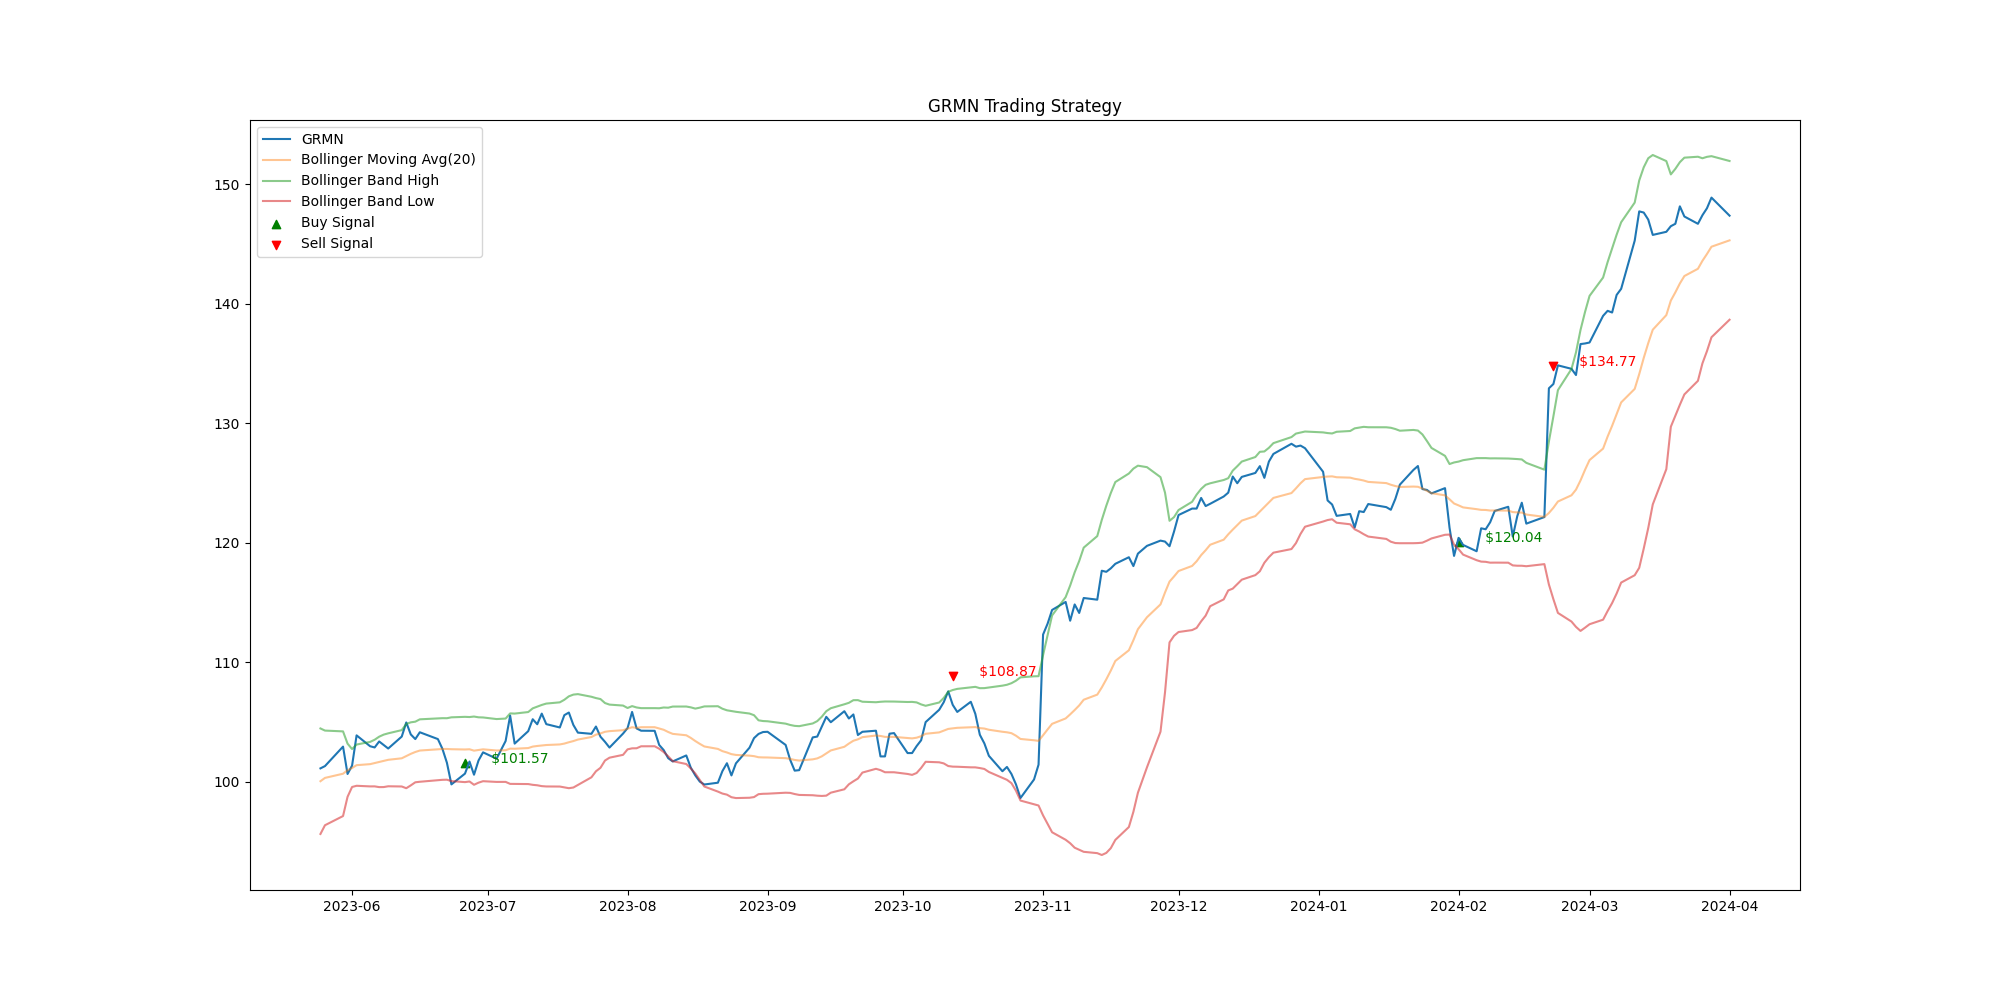 GRMN Trading Strategy
GRMN
Bollinger Moving Avg(20)
Bollinger Band High
Bollinger Band Low
Buy Signal
Sell Signal
150
140
130
120
110
100
$134.77
$120.04
$108.87
$101.57
2023-06 2023-07 2023-08 2023-09 2023-10 2023-11 2023-12 2024-01 2024-02 2024-03 2024-04